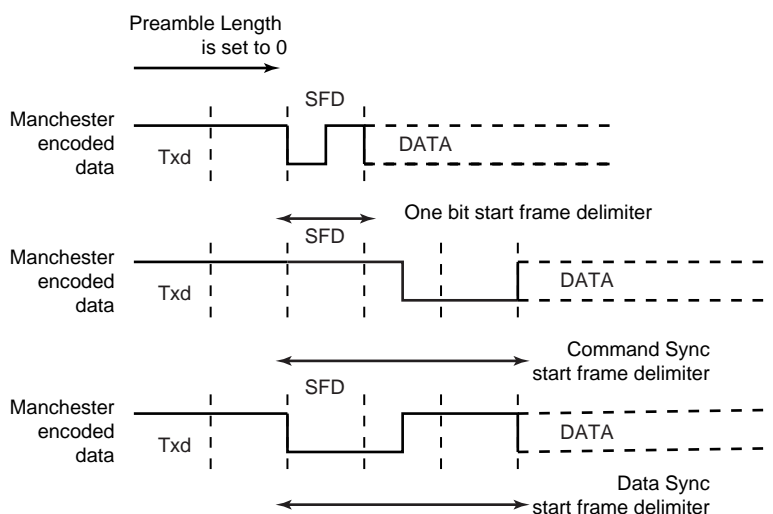 Preamble Length
is set to 0
SFD
Manchester
encoded
data
Txd
DATA
One bit start frame delimiter
SFD
Manchester
encoded
data
Txd
DATA
Command Sync
start frame delimiter
SFD
Manchester
encoded
data
Txd
DATA
Data Sync
start frame delimiter